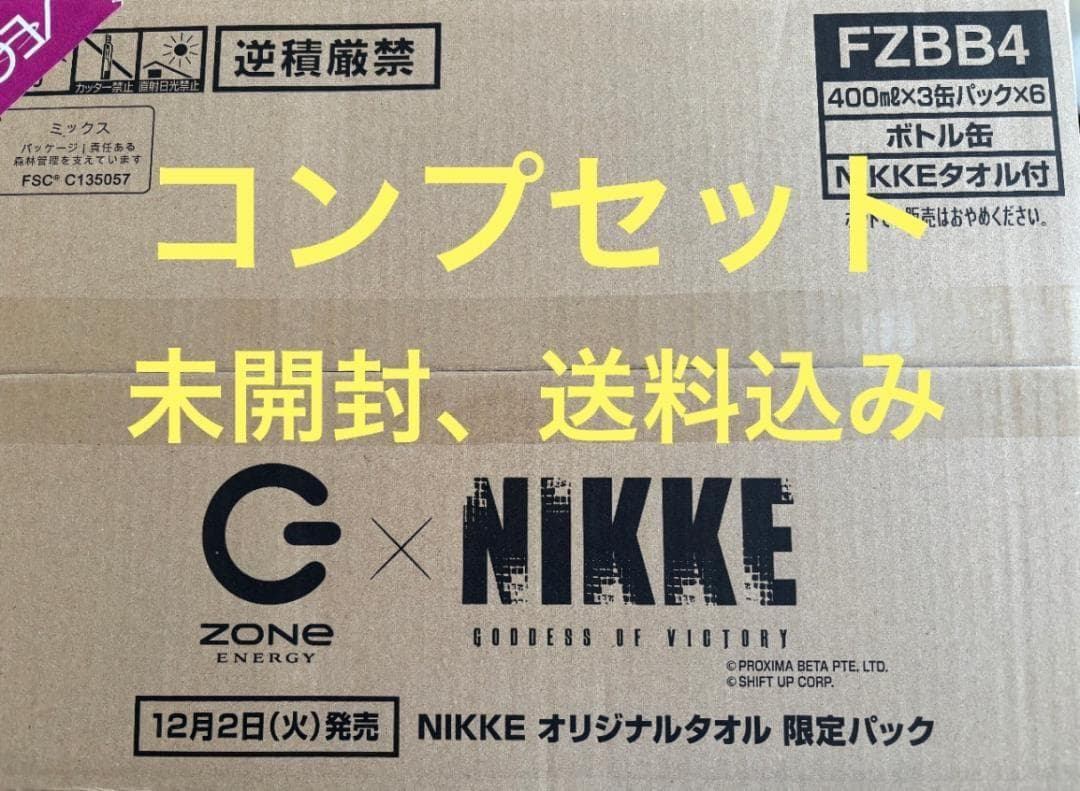 カッター禁止
直射日光禁止
逆積厳禁
FZBB4
400mℓ×3缶パック×6
ボトル缶
NIKKEタオル付
ミックス
パッケージ|責任ある
森林管理を支えています
FSC® C135057
販売はおやめください。
コンプセット
未開封、送料込み
ZONe
ENERGY
×
NIKKE
GODDESS OF VICTORY
©PROXIMA BETA PTE. LTD.
©SHIFT UP CORP.
12月2日(火)発売
NIKKE オリジナルタオル 限定パック